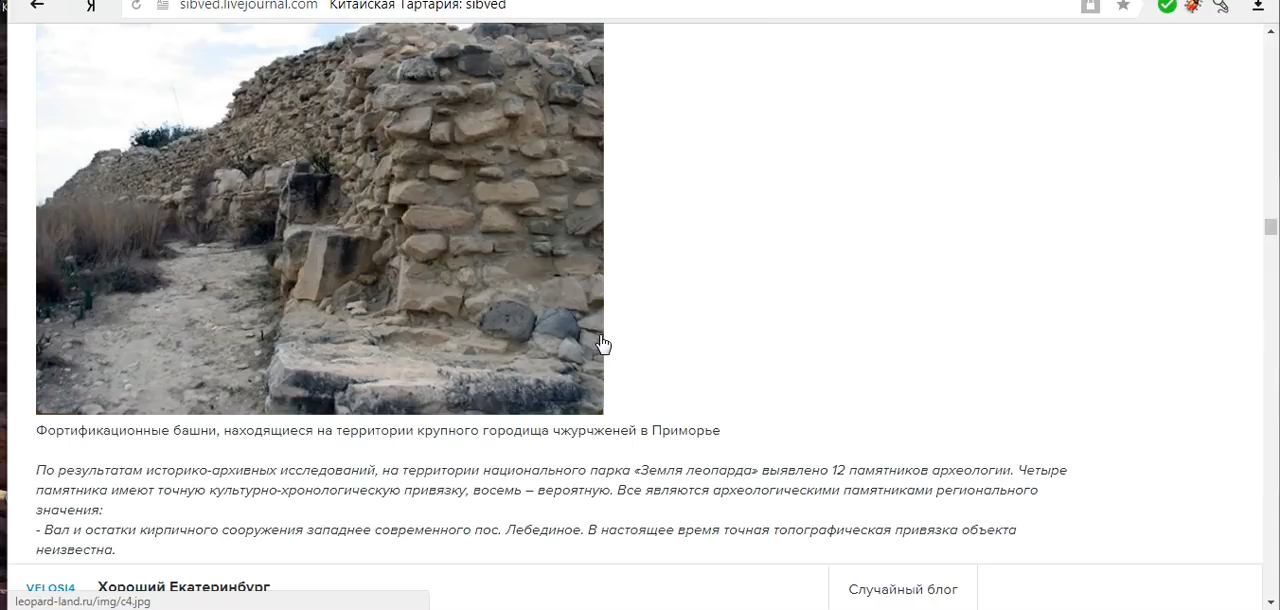 Я sibved.livejournal.com Китайская Тартария: sibved
Фортификационные башни, находящиеся на территории крупного городища чжурчженей в Приморье
По результатам историко-архивных исследований, на территории национального парка «Земля леопарда» выявлено 12 памятников археологии. Четыре
памятника имеют точную культурно-хронологическую привязку, восемь – вероятную. Все являются археологическими памятниками регионального
значения:
- Вал и остатки кирпичного сооружения западнее современного пос. Лебединое. В настоящее время точная топографическая привязка объекта
неизвестна.
VELOSI4 Хороший Екатеринбург Случайный блог
leopard-land.ru/img/c4.jpg